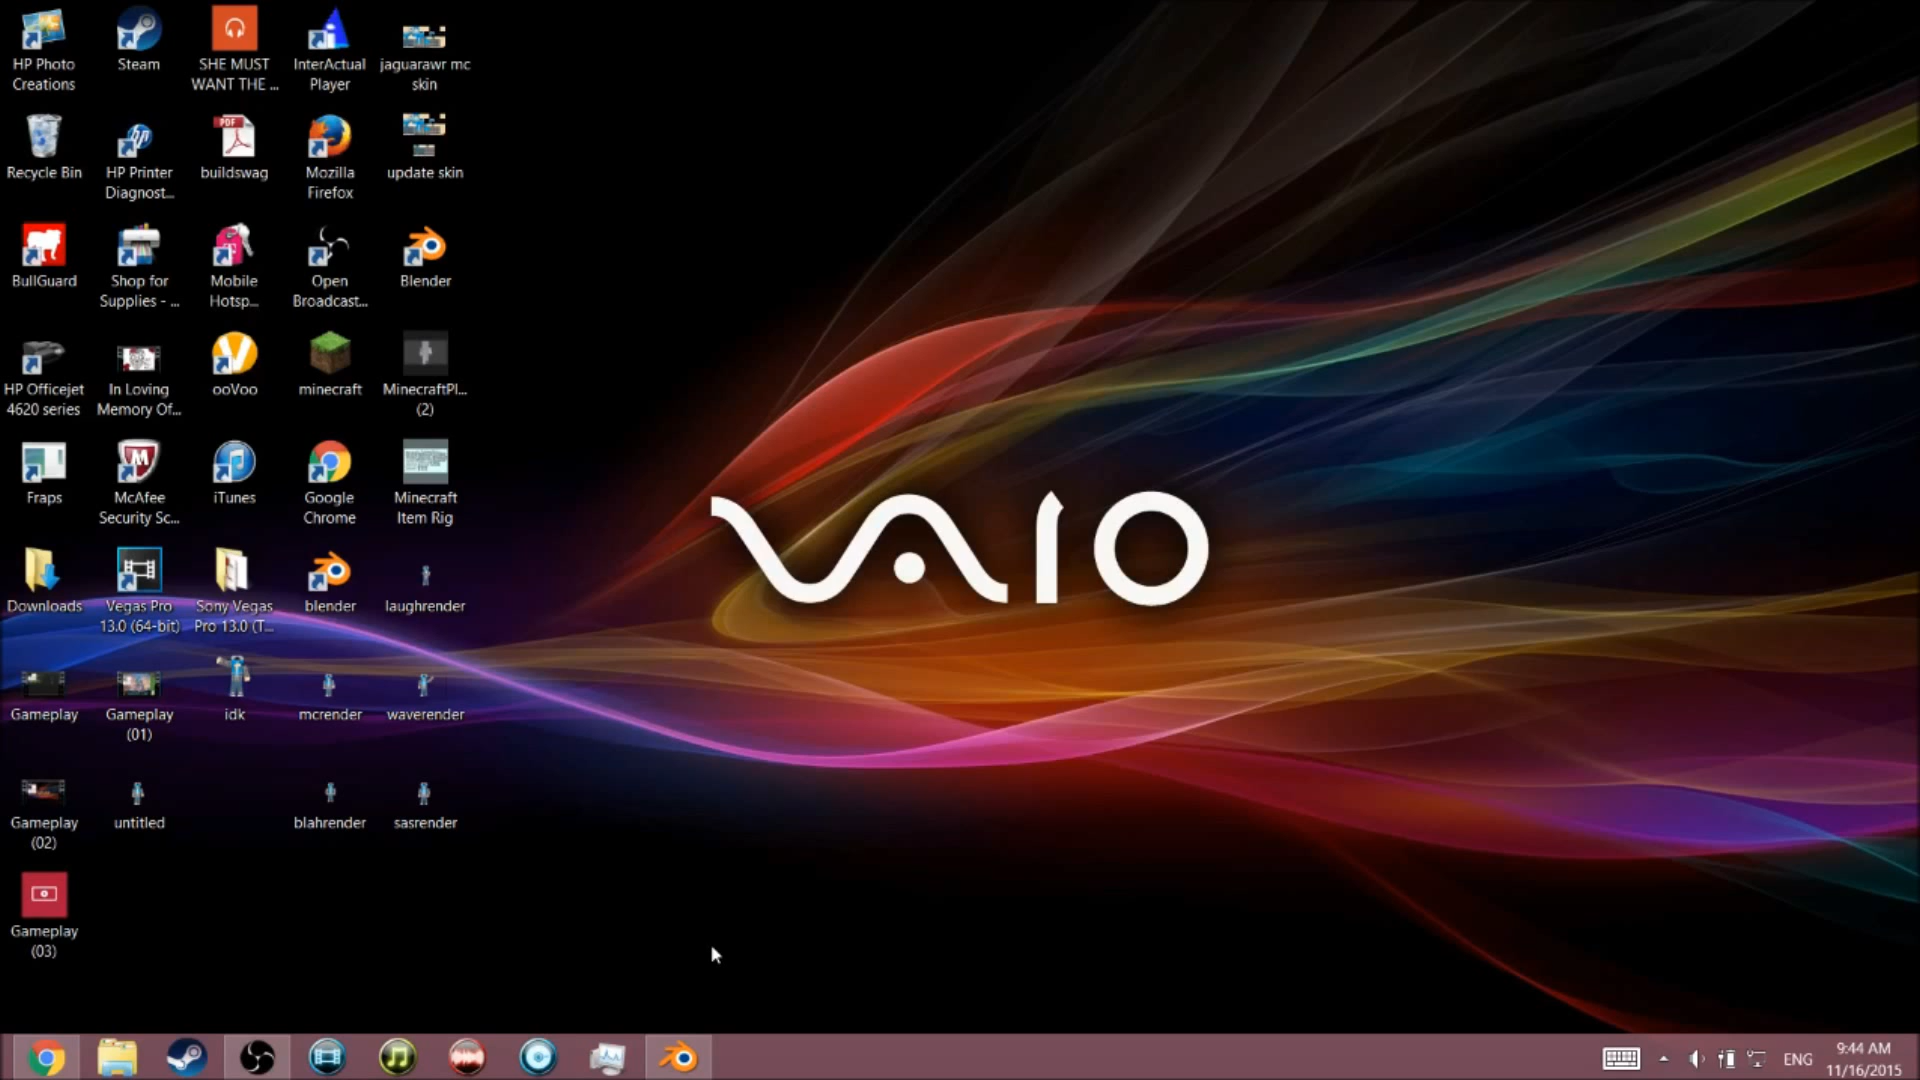 HP Photo
Creations
Steam
SHE MUST
WANT THE ...
InterActual
Player
jaguarawr mc
skin
Recycle Bin
HP Printer
Diagnost...
PDF
buildswag
Mozilla
Firefox
update skin
BullGuard
Shop for
Supplies - ...
Mobile
Hotsp...
Open
Broadcast...
Blender
HP Officejet
4620 series
In Loving
Memory Of...
ooVoo
minecraft
MinecraftPl...
(2)
Fraps
McAfee
Security Sc...
iTunes
Google
Chrome
Minecraft
Item Rig
VAIO
Downloads
Vegas Pro
13.0 (64-bit)
Sony Vegas
Pro 13.0 (T...
blender
laughrender
Gameplay
Gameplay
(01)
idk
mcrender
waverender
Gameplay
(02)
untitled
blahrender
sasrender
Gameplay
(03)
ENG
9:44 AM
11/16/2015